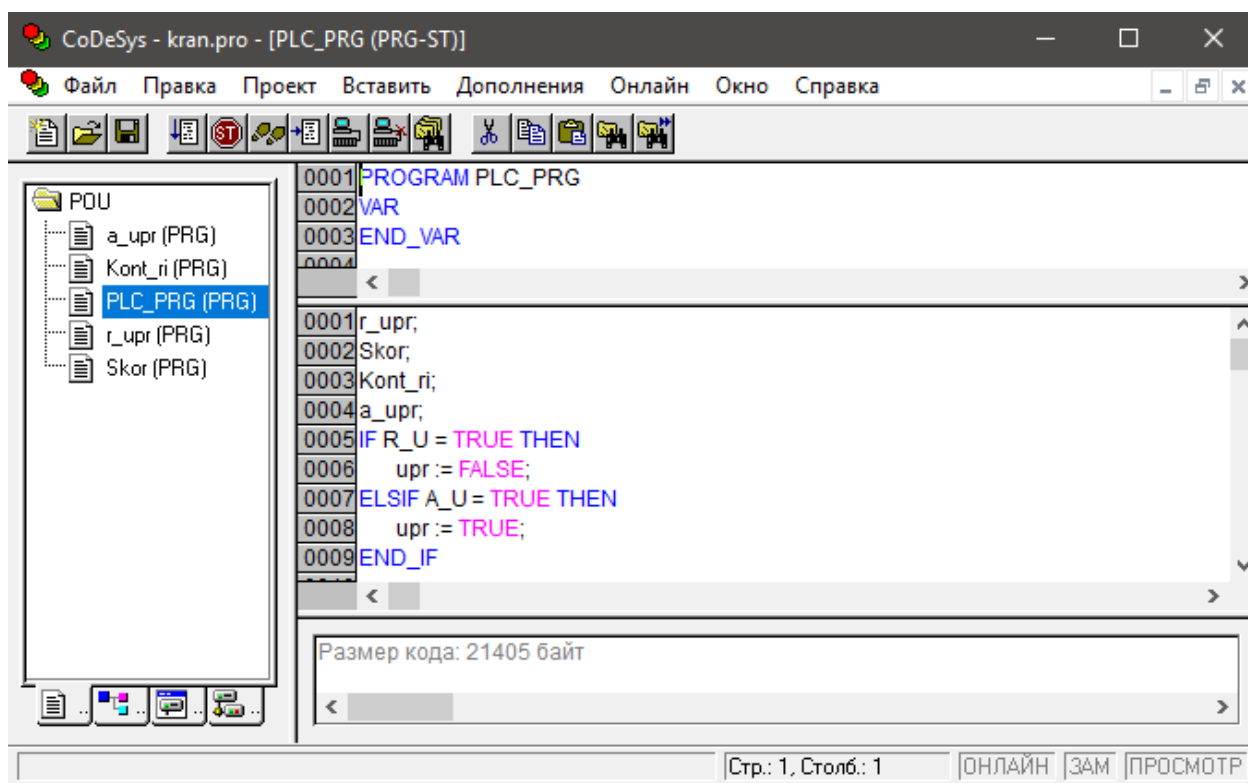 CoDeSys - kran.pro - [PLC_PRG (PRG-ST)]
Файл Правка Проект Вставить Дополнения Онлайн Окно Справка
ST
POU
a_upr (PRG)
Kont_ri (PRG)
PLC_PRG (PRG)
r_upr (PRG)
Skor (PRG)
0001 PROGRAM PLC_PRG
0002 VAR
0003 END_VAR
0004
0001 r_upr;
0002 Skor;
0003 Kont_ri;
0004 a_upr;
0005 IF R_U = TRUE THEN
0006 upr := FALSE;
0007 ELSIF A_U = TRUE THEN
0008 upr := TRUE;
0009 END_IF
Размер кода: 21405 байт
Стр.: 1, Столб.: 1 ОНЛАЙН ЗАМ ПРОСМОТР